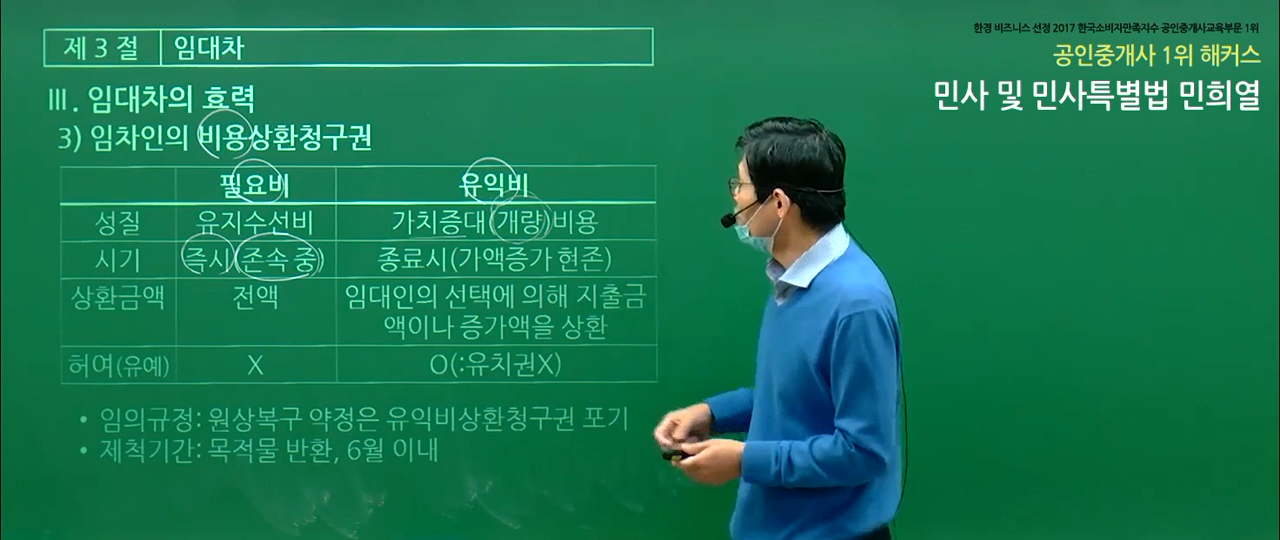 한경 비즈니스 선정 2017 한국소비자만족지수 공인중개사교육부문 1위
공인중개사 1위 해커스
민사 및 민사특별법 민희열
제 3 절 임대차
Ⅲ. 임대차의 효력
3) 임차인의 비용상환청구권
필요비 유익비
성질 유지수선비 가치증대(개량)비용
시기 즉시(존속 중) 종료시(가액증가 현존)
상환금액 전액 임대인의 선택에 의해 지출금
액이나 증가액을 상환
허여(유예) X O(:유치권X)
• 임의규정: 원상복구 약정은 유익비상환청구권 포기
• 제척기간: 목적물 반환, 6월 이내